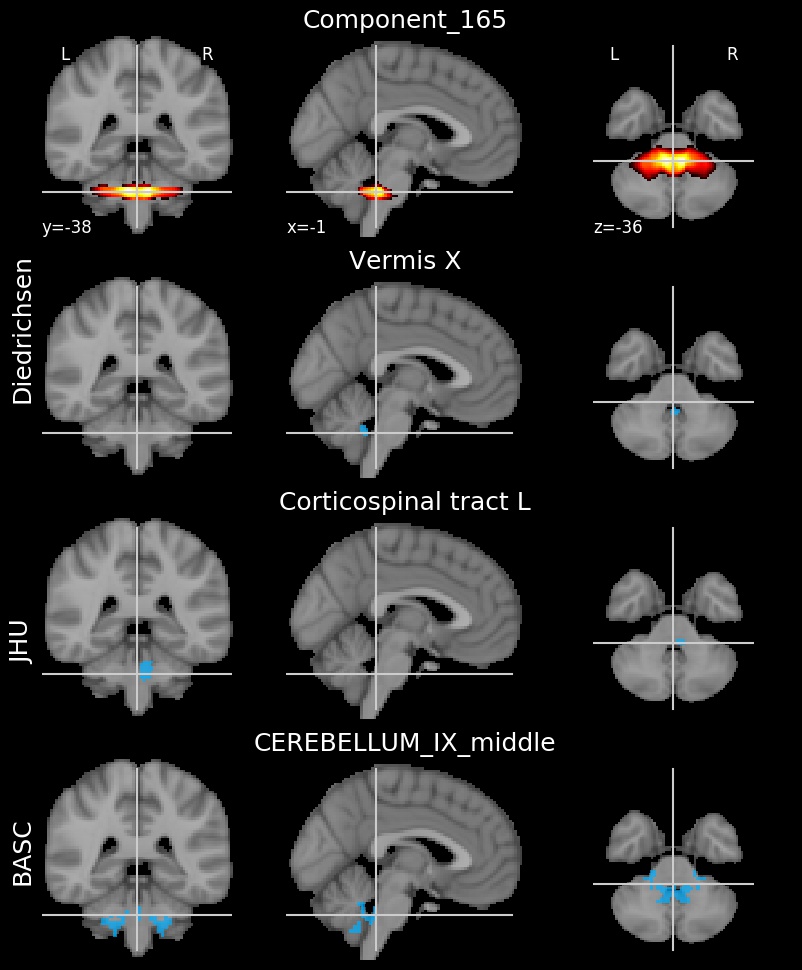 Component_165
L R L R
y=-38 x=-1 z=-36
Vermis X
Diedrichsen
Corticospinal tract L
JHU
CEREBELLUM_IX_middle
BASC